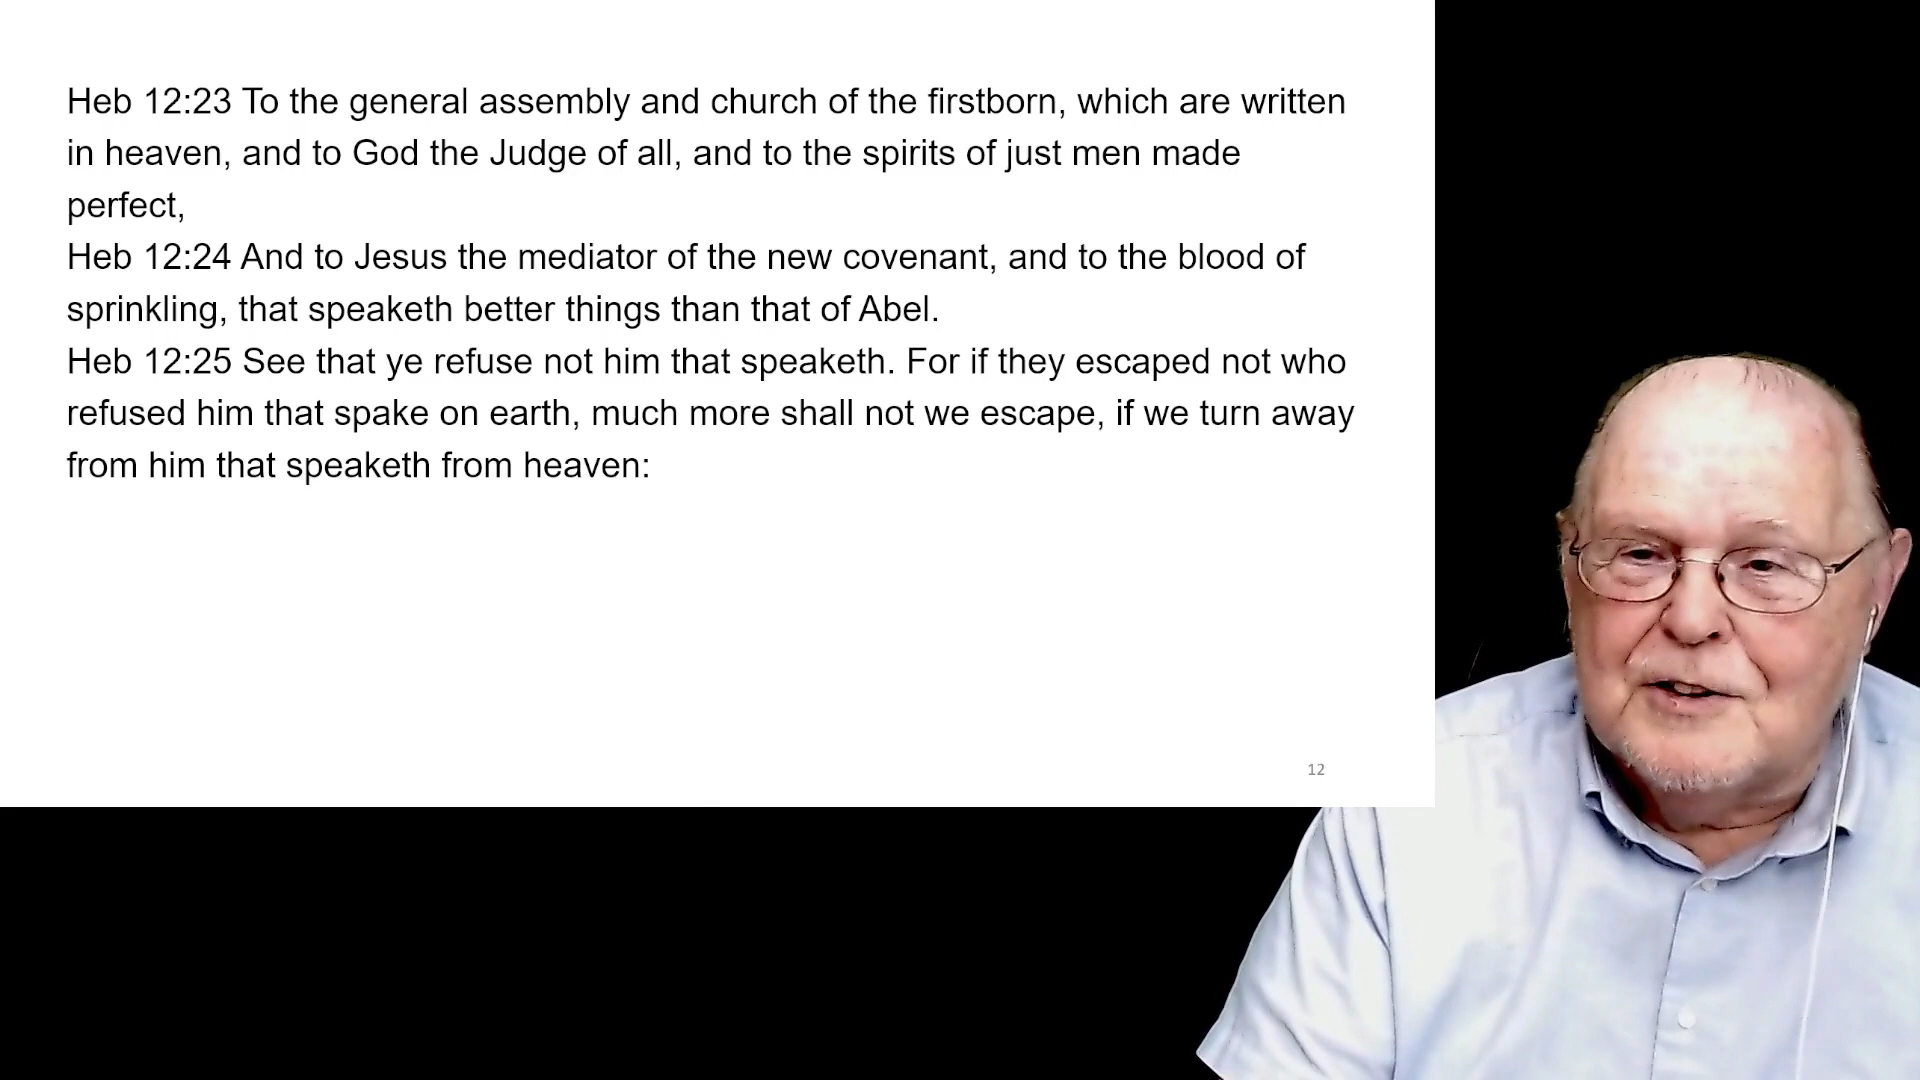 Heb 12:23 To the general assembly and church of the firstborn, which are written
in heaven, and to God the Judge of all, and to the spirits of just men made
perfect,
Heb 12:24 And to Jesus the mediator of the new covenant, and to the blood of
sprinkling, that speaketh better things than that of Abel.
Heb 12:25 See that ye refuse not him that speaketh. For if they escaped not who
refused him that spake on earth, much more shall not we escape, if we turn away
from him that speaketh from heaven:
12